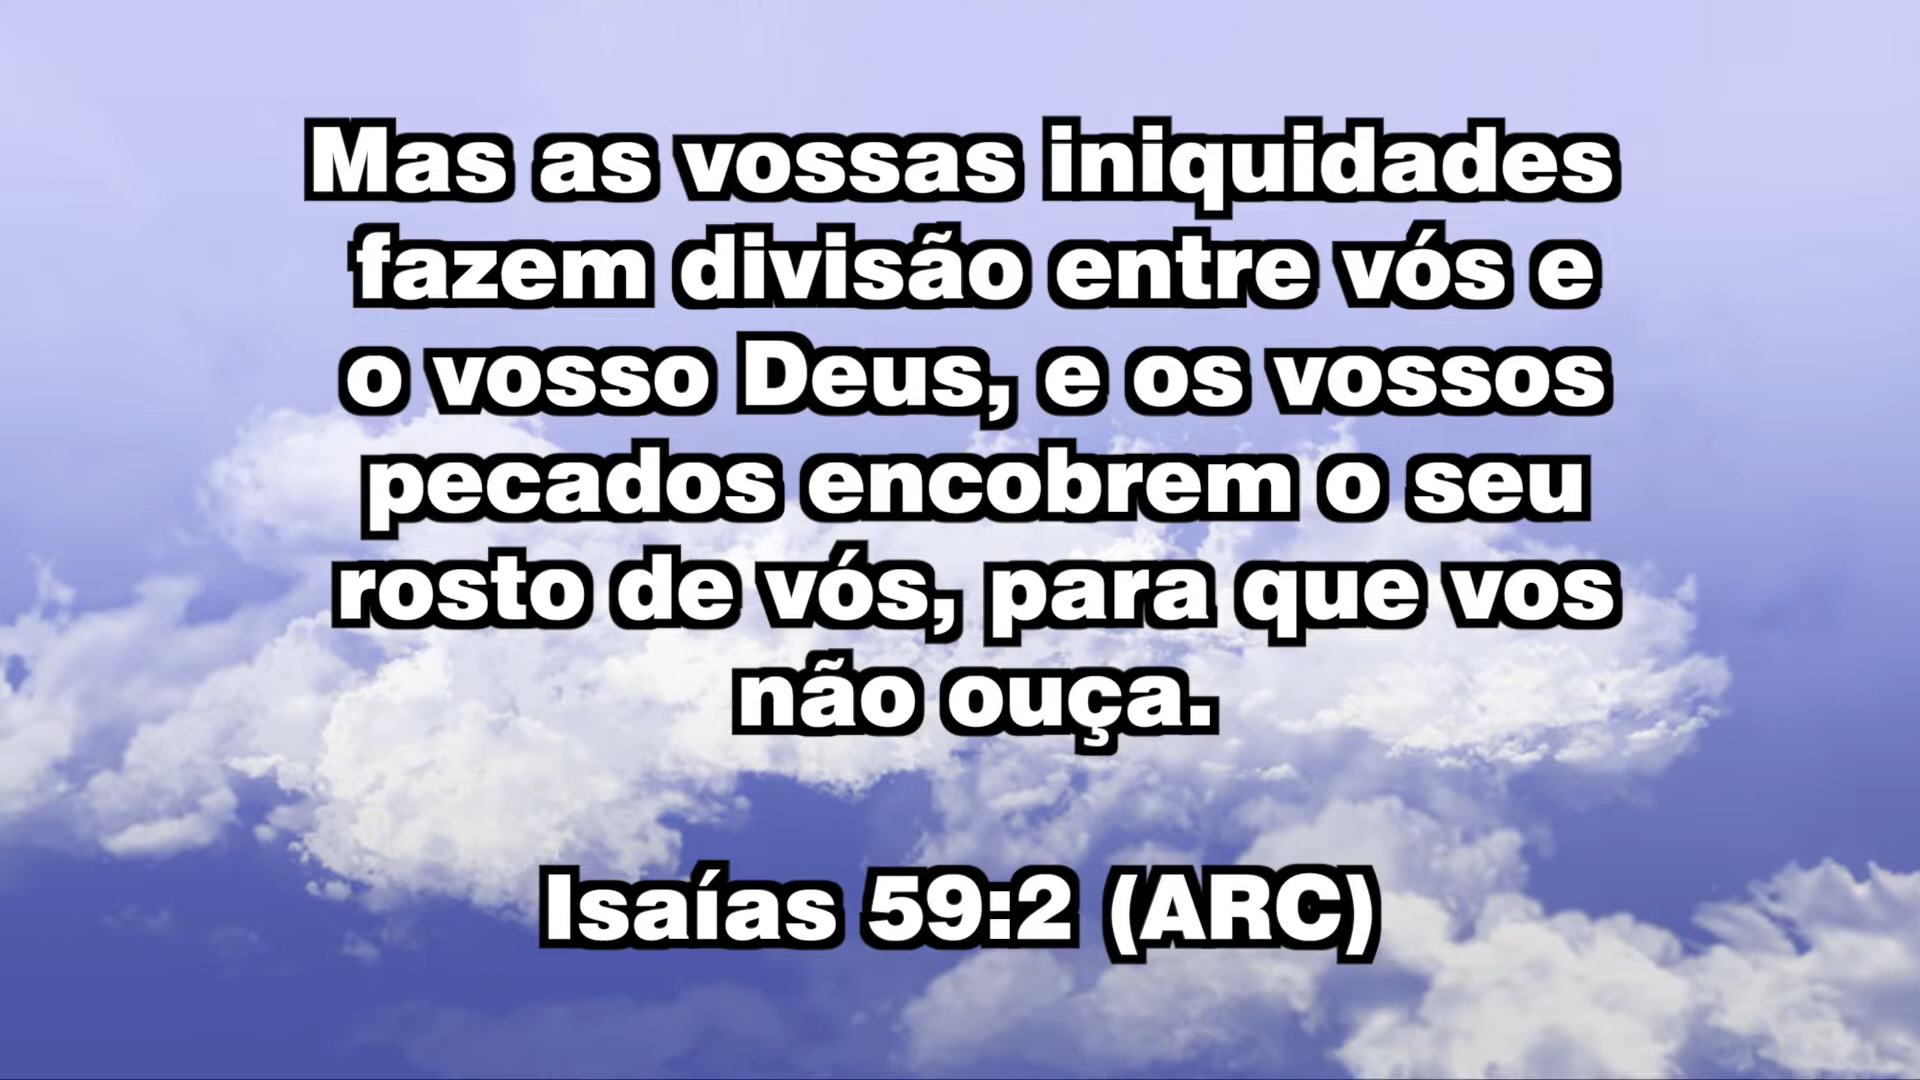 Mas as vossas iniquidades
fazem divisão entre vós e
o vosso Deus, e os vossos
pecados encobrem o seu
rosto de vós, para que vos
não ouça.
Isaías 59:2 (ARC)